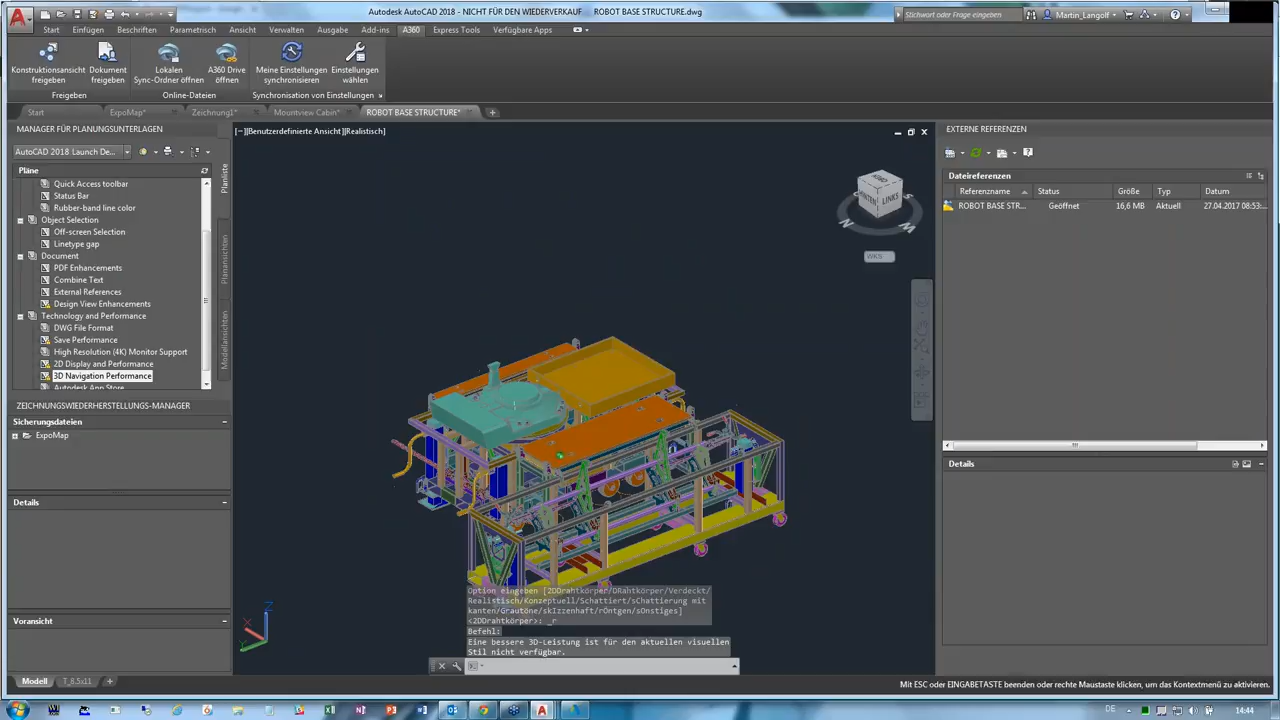 Autodesk AutoCAD 2018 - NICHT FÜR DEN WIEDERVERKAUF ROBOT BASE STRUCTURE.dwg
Stichwort oder Frage eingeben
Martin_Langolf
Start Einfügen Beschriften Parametrisch Ansicht Verwalten Ausgabe Add-ins A360 Express Tools Verfügbare Apps
Konstruktionsansicht freigeben
Dokument freigeben
Lokalen Sync-Ordner öffnen
A360 Drive öffnen
Meine Einstellungen synchronisieren
Einstellungen wählen
Freigeben Online-Dateien Synchronisation von Einstellungen
Start ExpoMap* Zeichnung1* Mountview Cabin* ROBOT BASE STRUCTURE*
MANAGER FÜR PLANUNGSUNTERLAGEN
AutoCAD 2018 Launch De...
Pläne
Quick Access toolbar
Status Bar
Rubber-band line color
Object Selection
Off-screen Selection
Linetype gap
Document
PDF Enhancements
Combine Text
External References
Design View Enhancements
Technology and Performance
DWG File Format
Save Performance
High Resolution (4K) Monitor Support
2D Display and Performance
3D Navigation Performance
Autodesk App Store
Planliste
Planansichten
Modellansichten
ZEICHNUNGSWIEDERHERSTELLUNGS-MANAGER
Sicherungsdateien
ExpoMap
Details
Voransicht
[−][Benutzerdefinierte Ansicht][Realistisch]
LINKS
HINTEN
N
WKS
X
Y
Z
Option eingeben [2DDrahtkörper/DRahtkörper/Verdeckt/
Realistisch/Konzeptuell/Schattiert/sChattierung mit
kanten/Grautöne/skIzzenhaft/rÖntgen/sOnstiges]
<2DDrahtkörper>: _r
Befehl:
Eine bessere 3D-Leistung ist für den aktuellen visuellen
Stil nicht verfügbar.
EXTERNE REFERENZEN
Dateireferenzen
Referenzname Status Größe Typ Datum
ROBOT BASE STR... Geöffnet 16,6 MB Aktuell 27.04.2017 08:53:...
Details
Modell T_8.5x11
Mit ESC oder EINGABETASTE beenden oder rechte Maustaste klicken, um das Kontextmenü zu aktivieren.
DE
14:44